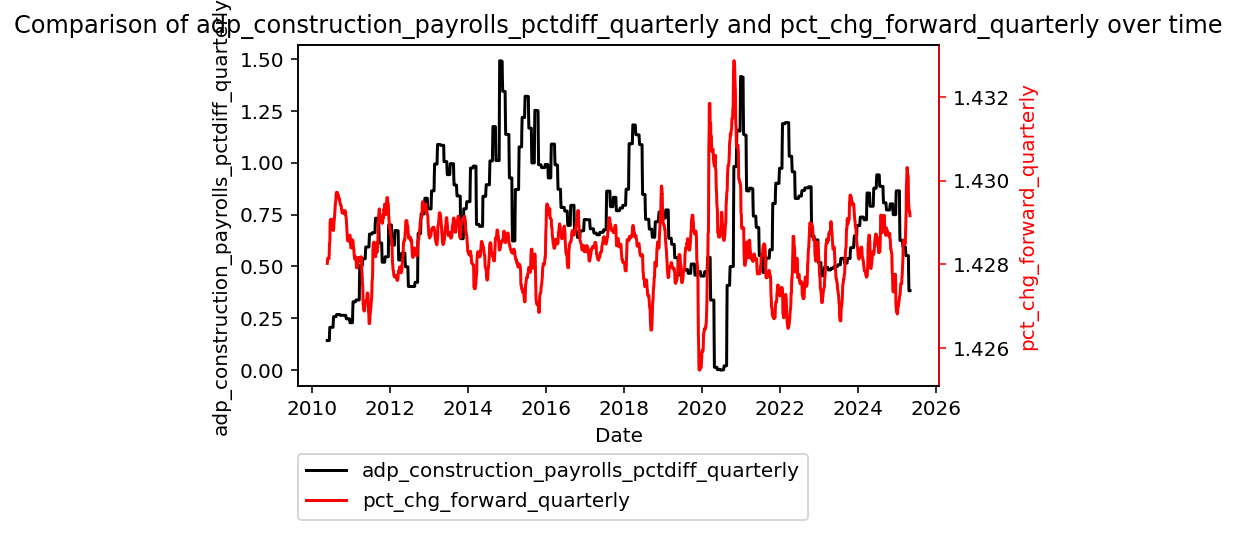 Comparison of adp_construction_payrolls_pctdiff_quarterly and pct_chg_forward_quarterly over time
adp_construction_payrolls_pctdiff_quarterly
1.50
1.25
1.00
0.75
0.50
0.25
0.00
1.432
1.430
1.428
1.426
pct_chg_forward_quarterly
2010 2012 2014 2016 2018 2020 2022 2024 2026
Date
adp_construction_payrolls_pctdiff_quarterly
pct_chg_forward_quarterly